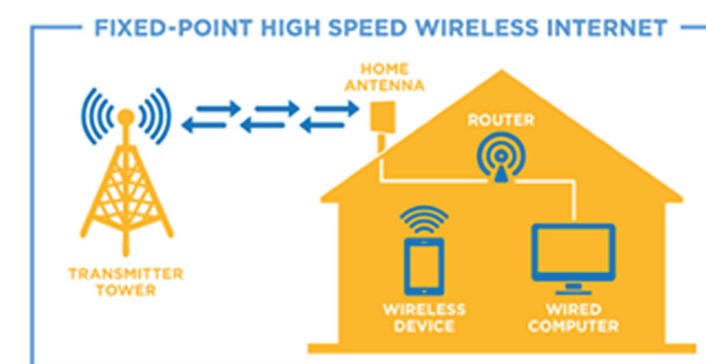 FIXED-POINT HIGH SPEED WIRELESS INTERNET
HOME
ANTENNA
ROUTER
TRANSMITTER
TOWER
WIRELESS
DEVICE
WIRED
COMPUTER